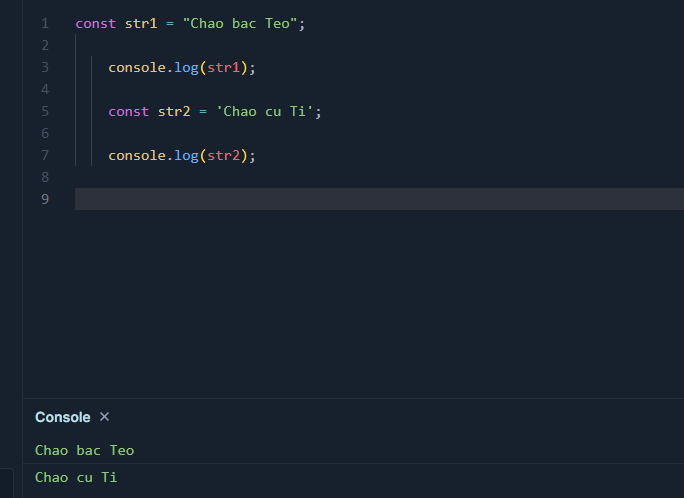 1 const str1 = "Chao bac Teo";
2
3 console.log(str1);
4
5 const str2 = 'Chao cu Ti';
6
7 console.log(str2);
8
9
Console ×
Chao bac Teo
Chao cu Ti